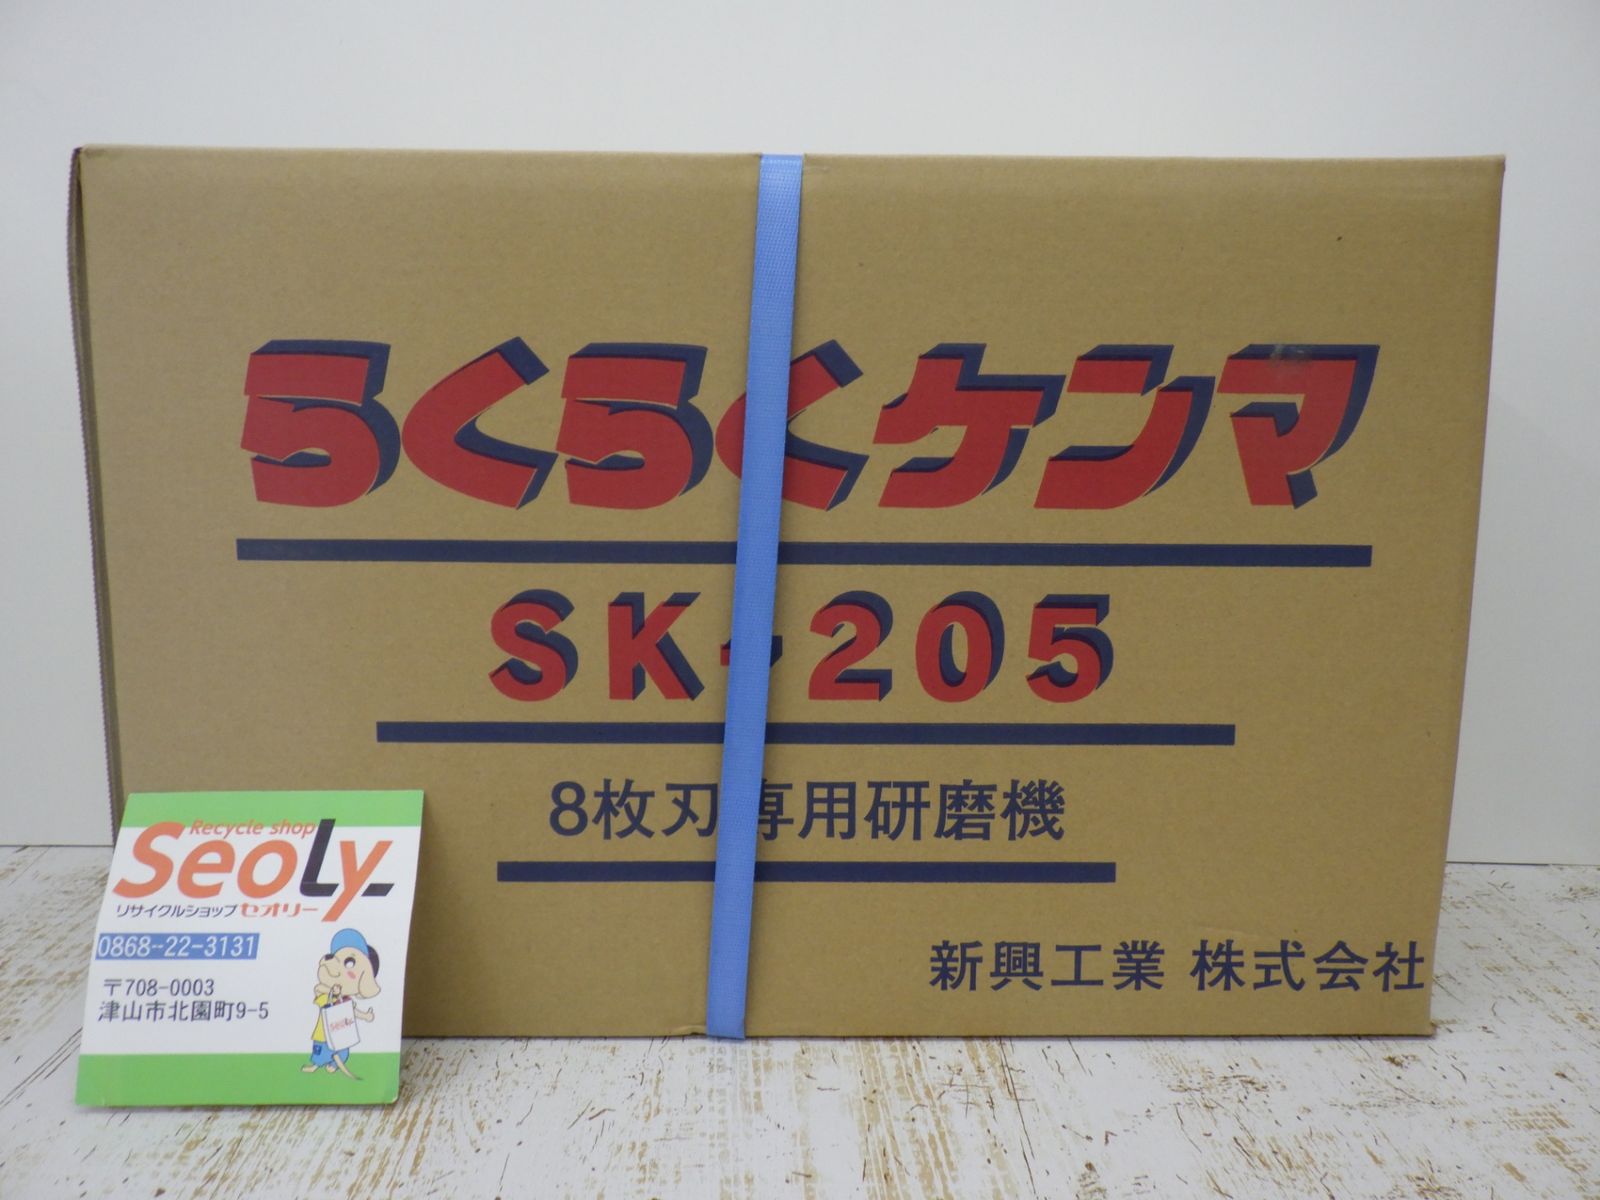 らくらくケンマ
SK-205
8枚刃専用研磨機
新興工業 株式会社
Recycle shop
Seoly
リサイクルショップセオリー
0868-22-3131
〒708-0003
津山市北園町9-5
Seoly